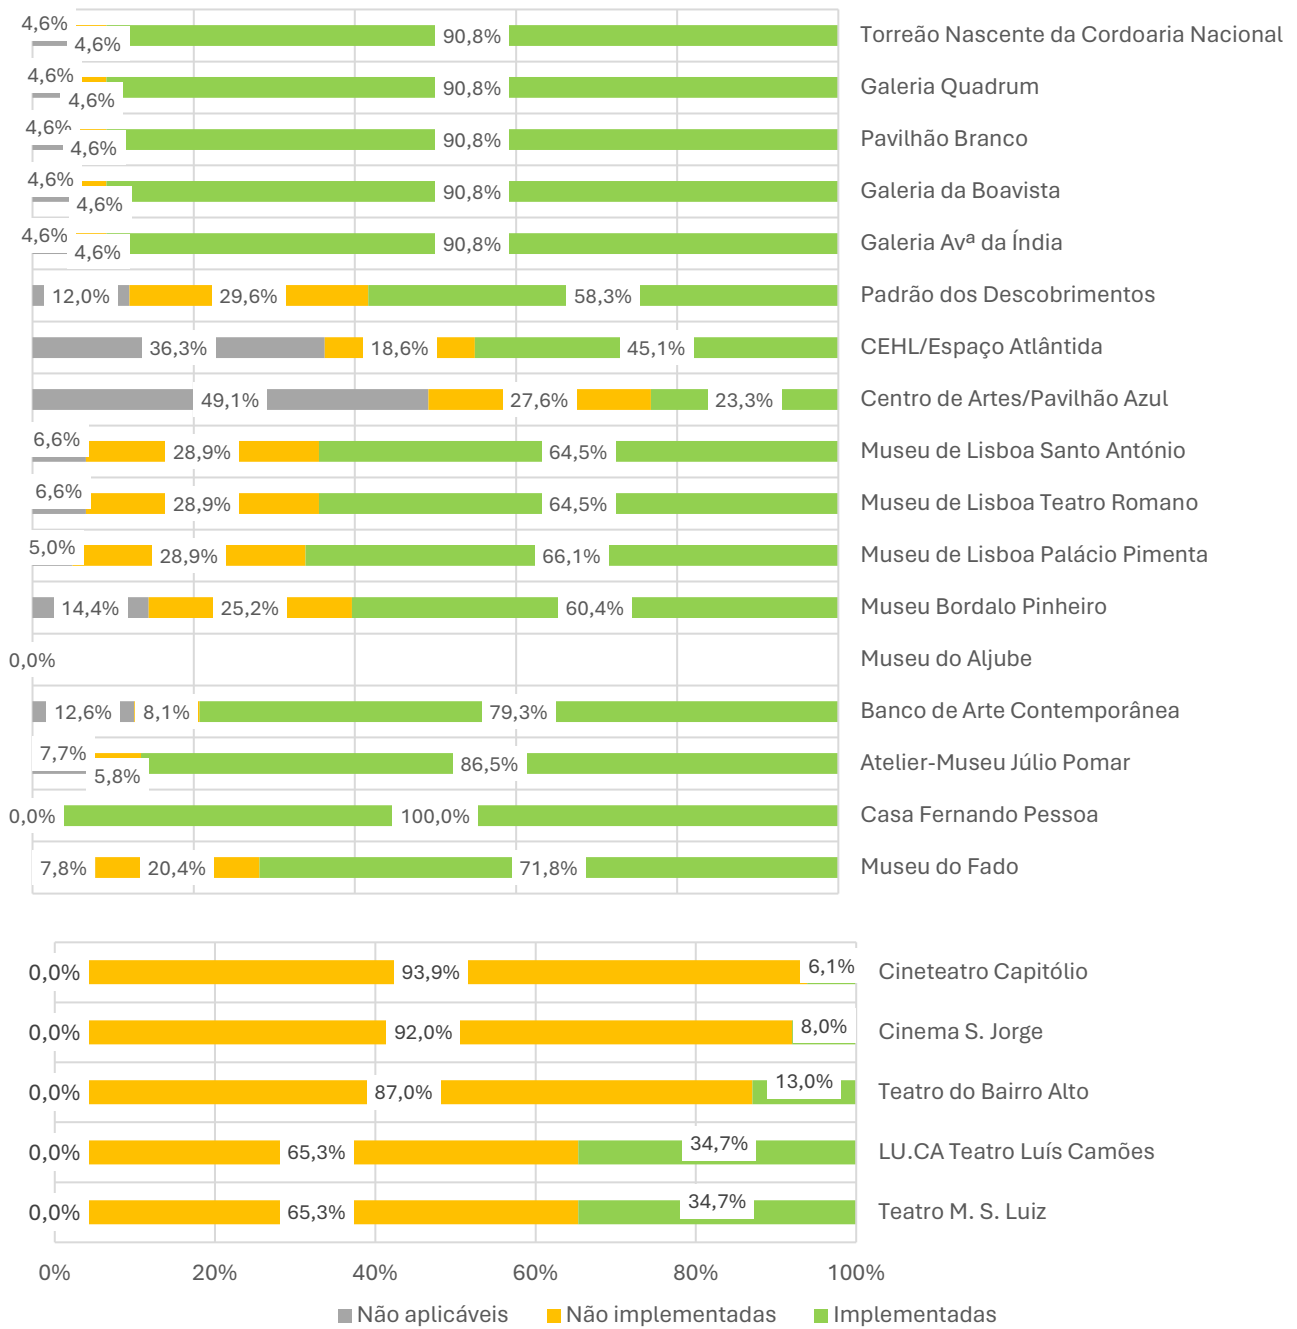 4,6% 4,6% 90,8% Torreão Nascente da Cordoaria Nacional
4,6% 4,6% 90,8% Galeria Quadrum
4,6% 4,6% 90,8% Pavilhão Branco
4,6% 4,6% 90,8% Galeria da Boavista
4,6% 4,6% 90,8% Galeria Avª da Índia
12,0% 29,6% 58,3% Padrão dos Descobrimentos
36,3% 18,6% 45,1% CEHL/Espaço Atlântida
49,1% 27,6% 23,3% Centro de Artes/Pavilhão Azul
6,6% 28,9% 64,5% Museu de Lisboa Santo António
6,6% 28,9% 64,5% Museu de Lisboa Teatro Romano
5,0% 28,9% 66,1% Museu de Lisboa Palácio Pimenta
14,4% 25,2% 60,4% Museu Bordalo Pinheiro
0,0% Museu do Aljube
12,6% 8,1% 79,3% Banco de Arte Contemporânea
7,7% 5,8% 86,5% Atelier-Museu Júlio Pomar
0,0% 100,0% Casa Fernando Pessoa
7,8% 20,4% 71,8% Museu do Fado
0,0% 93,9% 6,1% Cineteatro Capitólio
0,0% 92,0% 8,0% Cinema S. Jorge
0,0% 87,0% 13,0% Teatro do Bairro Alto
0,0% 65,3% 34,7% LU.CA Teatro Luís Camões
0,0% 65,3% 34,7% Teatro M. S. Luiz
0% 20% 40% 60% 80% 100%
Não aplicáveis Não implementadas Implementadas